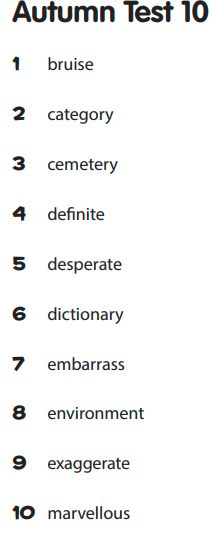 Autumn Test 10
1 bruise
2 category
3 cemetery
4 definite
5 desperate
6 dictionary
7 embarrass
8 environment
9 exaggerate
10 marvellous